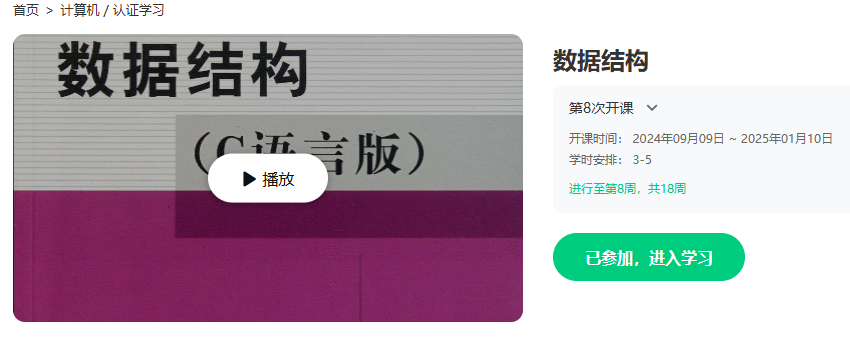 首页 > 计算机 / 认证学习
数据结构
（C语言版）
播放
数据结构
第8次开课
开课时间： 2024年09月09日 ~ 2025年01月10日
学时安排： 3-5
进行至第8周，共18周
已参加，进入学习